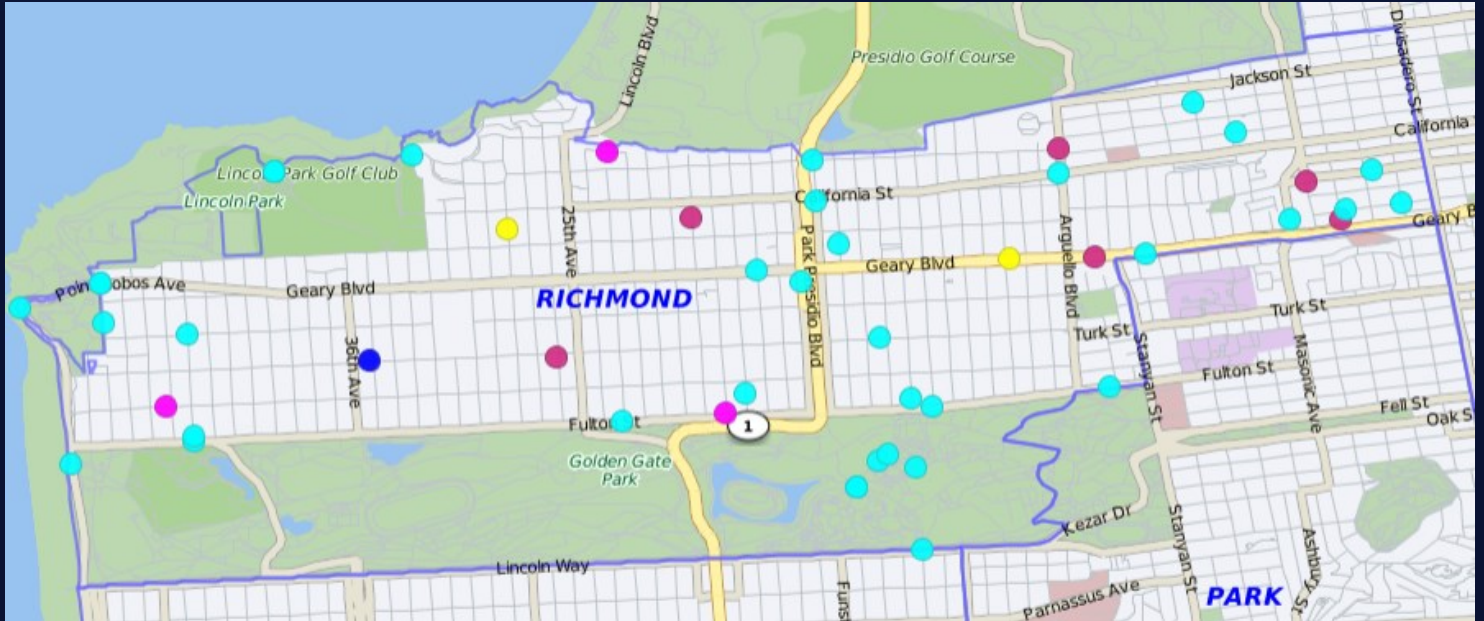 Lincoln Blvd
Presidio Golf Course
Divisadero St
Jackson St
California
Lincoln Park Golf Club
Lincoln Park
California St
25th Ave
Park Presidio Blvd
Arguello Blvd
Geary B
Geary Blvd
Point Lobos Ave
Geary Blvd
RICHMOND
Turk St
Turk St
36th Ave
Stanyan St
Masonic Ave
Fulton St
Fell St
Oak S
Fulton St
1
Golden Gate
Park
Kezar Dr
Stanyan St
Ashbury St
Lincoln Way
Funs
Parnassus Ave
PARK